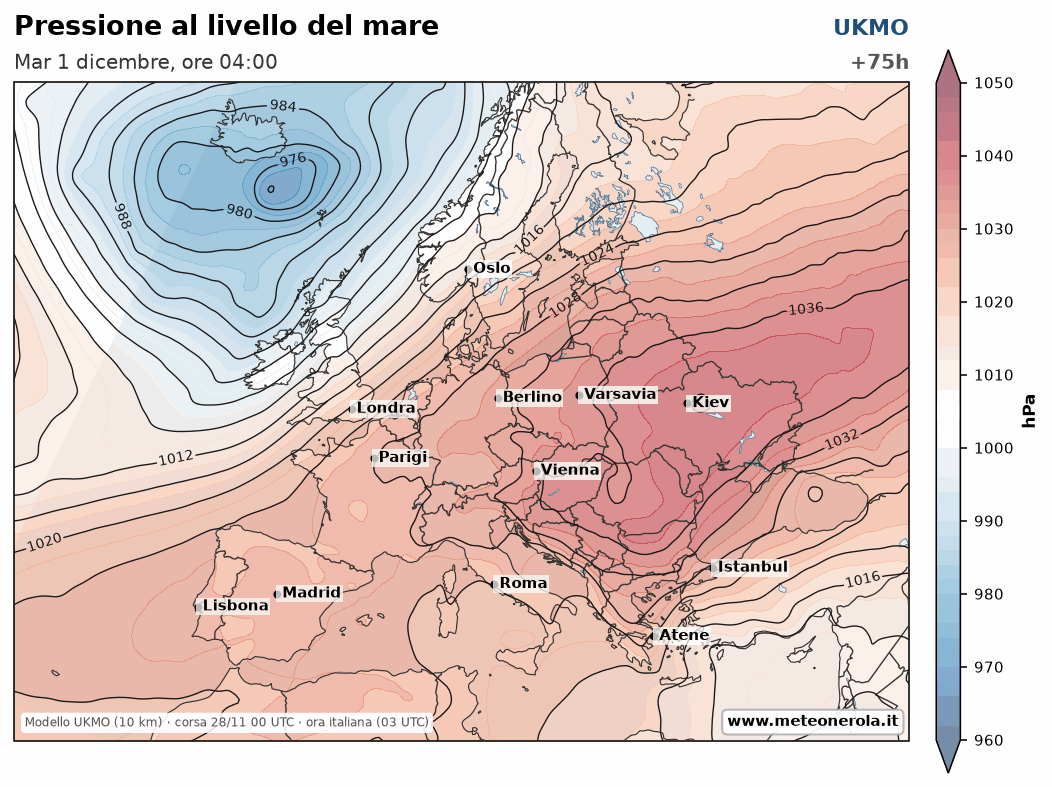 Pressione al livello del mare
UKMO
Mar 1 dicembre, ore 04:00
+75h
984
976
980
988
1016
1024
1028
1036
1032
1012
1020
1016
Oslo
Londra
Berlino
Varsavia
Kiev
Parigi
Vienna
Istanbul
Roma
Madrid
Lisbona
Atene
Modello UKMO (10 km) · corsa 28/11 00 UTC · ora italiana (03 UTC)
www.meteonerola.it
1050
1040
1030
1020
1010
1000
990
980
970
960
hPa